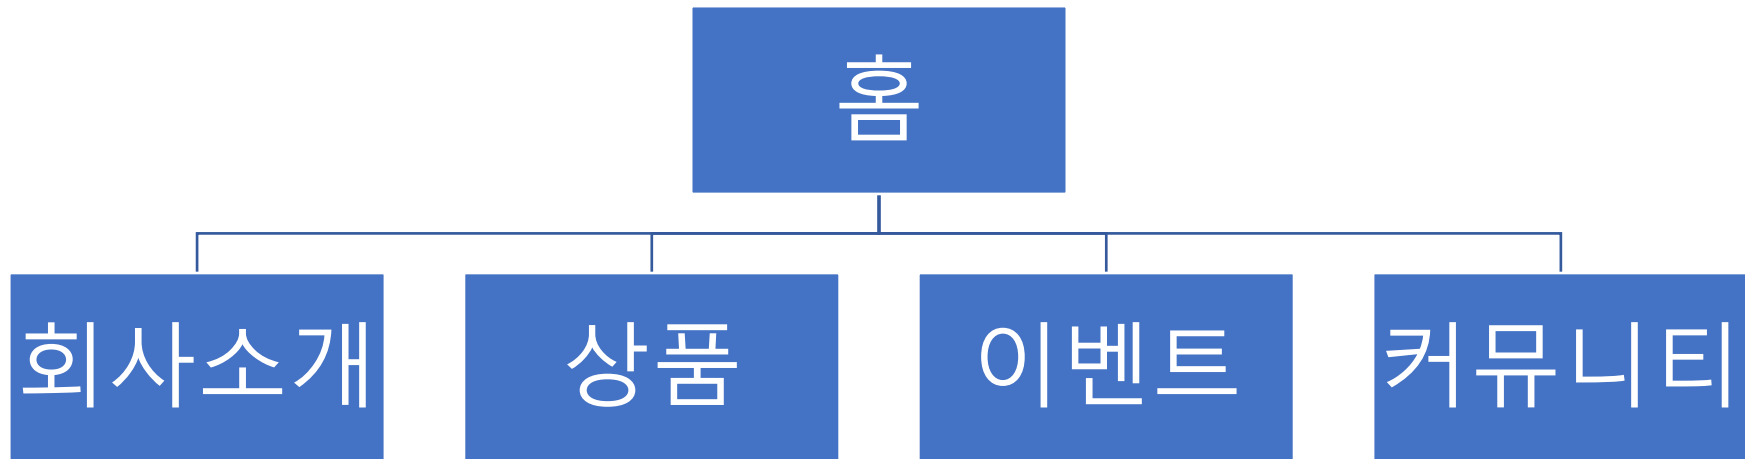 홈
회사소개
상품
이벤트
커뮤니티